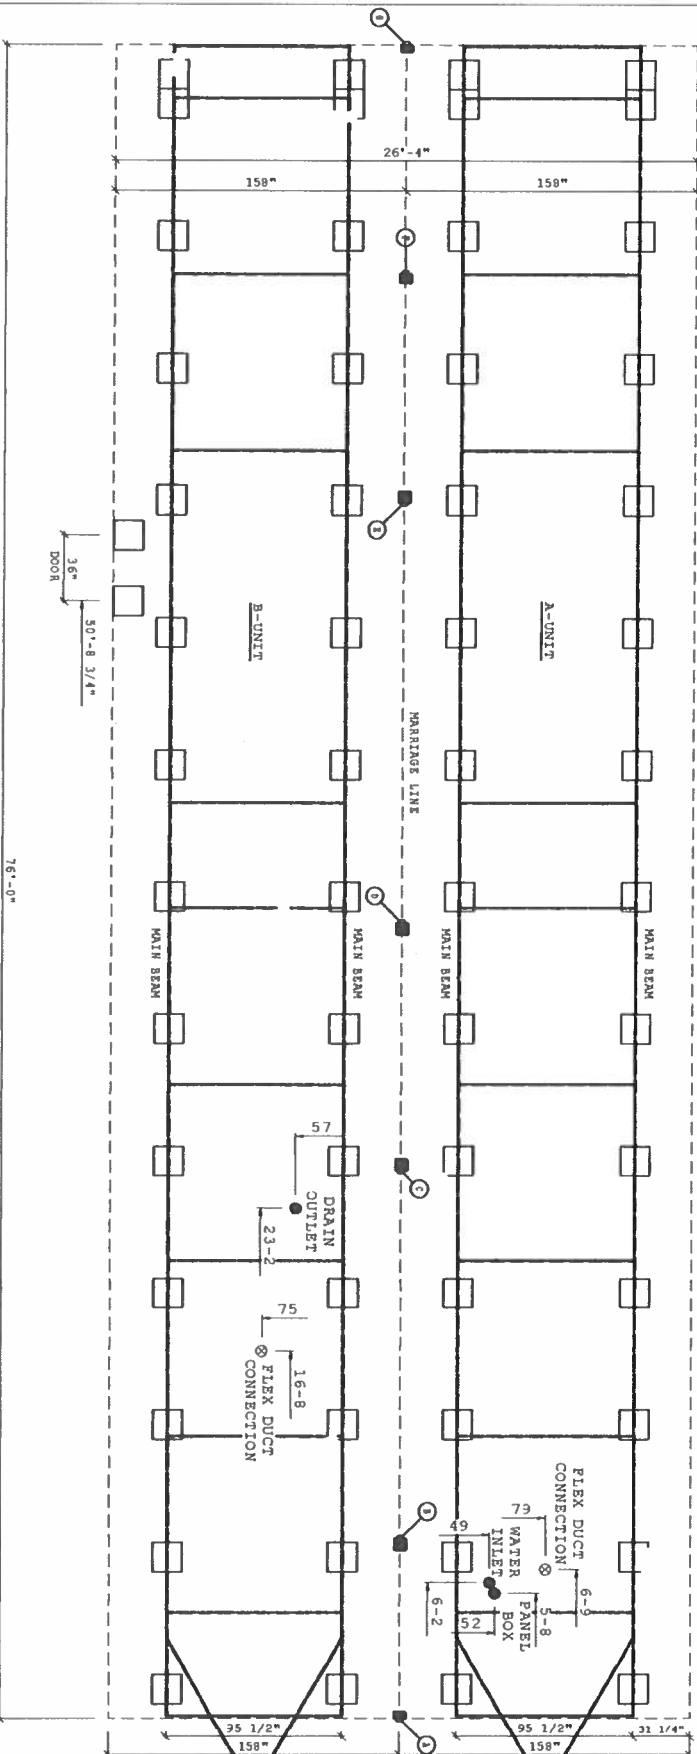 G
26'-4"
158"
158"
F
E
36"
DOOR
50'-8 3/4"
B-UNIT
A-UNIT
MARRIAGE LINE
76'-0"
D
MAIN BEAM
MAIN BEAM
MAIN BEAM
MAIN BEAM
57
DRAIN
OUTLET
23-2
C
75
16-8
FLEX DUCT
CONNECTION
FLEX DUCT
CONNECTION
79
6-9
B
49
WATER
INLET
PANEL
BOX
5-8
6-2
52
95 1/2"
158"
95 1/2"
158"
31 1/4"
A